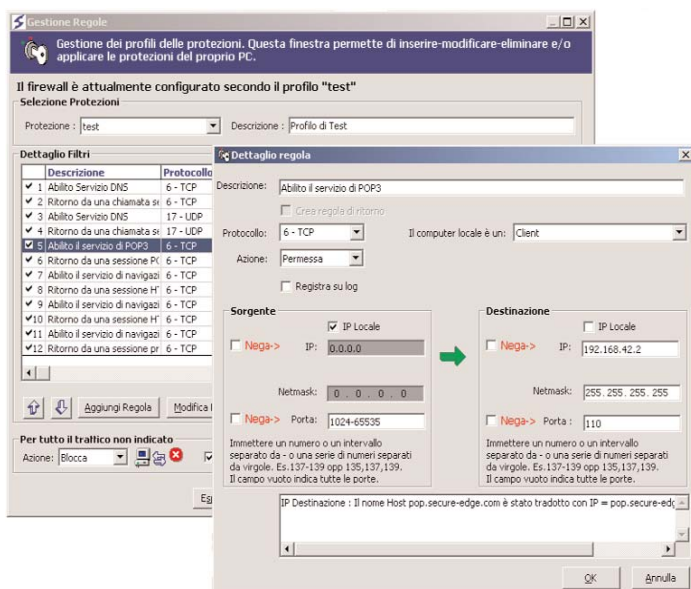 Gestione Regole
Gestione dei profili delle protezioni. Questa finestra permette di inserire-modificare-eliminare e/o
applicare le protezioni del proprio PC.
Il firewall è attualmente configurato secondo il profilo "test"
Selezione Protezioni
Protezione : test Descrizione : Profilo di Test
Dettaglio Filtri
Descrizione Protocollo
1 Abilito Servizio DNS 6 - TCP
2 Ritorno da una chiamata se 6 - TCP
3 Abilito Servizio DNS 17 - UDP
4 Ritorno da una chiamata se 17 - UDP
5 Abilito il servizio di POP3 6 - TCP
6 Ritorno da una sessione PO 6 - TCP
7 Abilito il servizio di navigazi 6 - TCP
8 Ritorno da una sessione HT 6 - TCP
9 Abilito il servizio di navigazi 6 - TCP
10 Ritorno da una sessione HT 6 - TCP
11 Abilito il servizio di navigazi 6 - TCP
12 Ritorno da una sessione pr 6 - TCP
Aggiungi Regola Modifica
Per tutto il traffico non indicato
Azione: Blocca
Dettaglio regola
Descrizione: Abilito il servizio di POP3
Crea regola di ritorno
Protocollo: 6 - TCP Il computer locale è un: Client
Azione: Permessa
Registra su log
Sorgente
IP Locale
Nega-> IP: 0.0.0.0
Netmask: 0 . 0 . 0 . 0
Nega-> Porta: 1024-65535
Immettere un numero o un intervallo
separato da - o una serie di numeri separati
da virgole. Es.137-139 opp 135,137,139.
Il campo vuoto indica tutte le porte.
Destinazione
IP Locale
Nega-> IP: 192.168.42.2
Netmask: 255.255.255.255
Nega-> Porta : 110
Immettere un numero o un intervallo
separato da - o una serie di numeri separati
da virgole. Es.137-139 opp 135,137,139.
Il campo vuoto indica tutte le porte.
IP Destinazione : Il nome Host pop.secure-edge.com è stato tradotto con IP = pop.secure-edg
OK Annulla